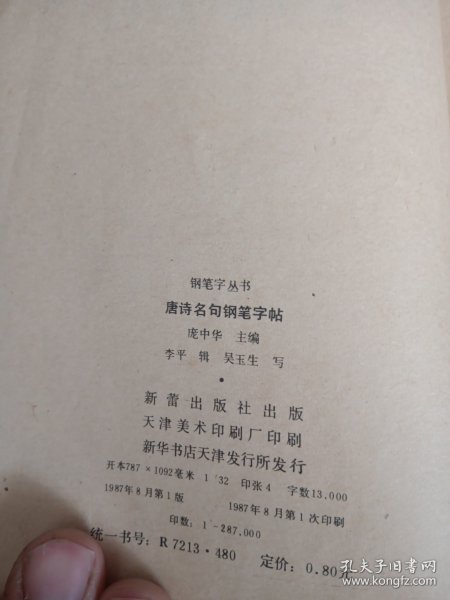 钢笔字丛书
唐诗名句钢笔字帖
庞中华 主编
李平 辑 吴玉生 写
新蕾出版社出版
天津美术印刷厂印刷
新华书店天津发行所发行
开本787×1092毫米 1/32 印张4 字数13,000
1987年8月第1版 1987年8月第1次印刷
印数：1-287,000
统一书号：R7213·480 定价：0.80元
孔夫子旧书网
kongfz.com